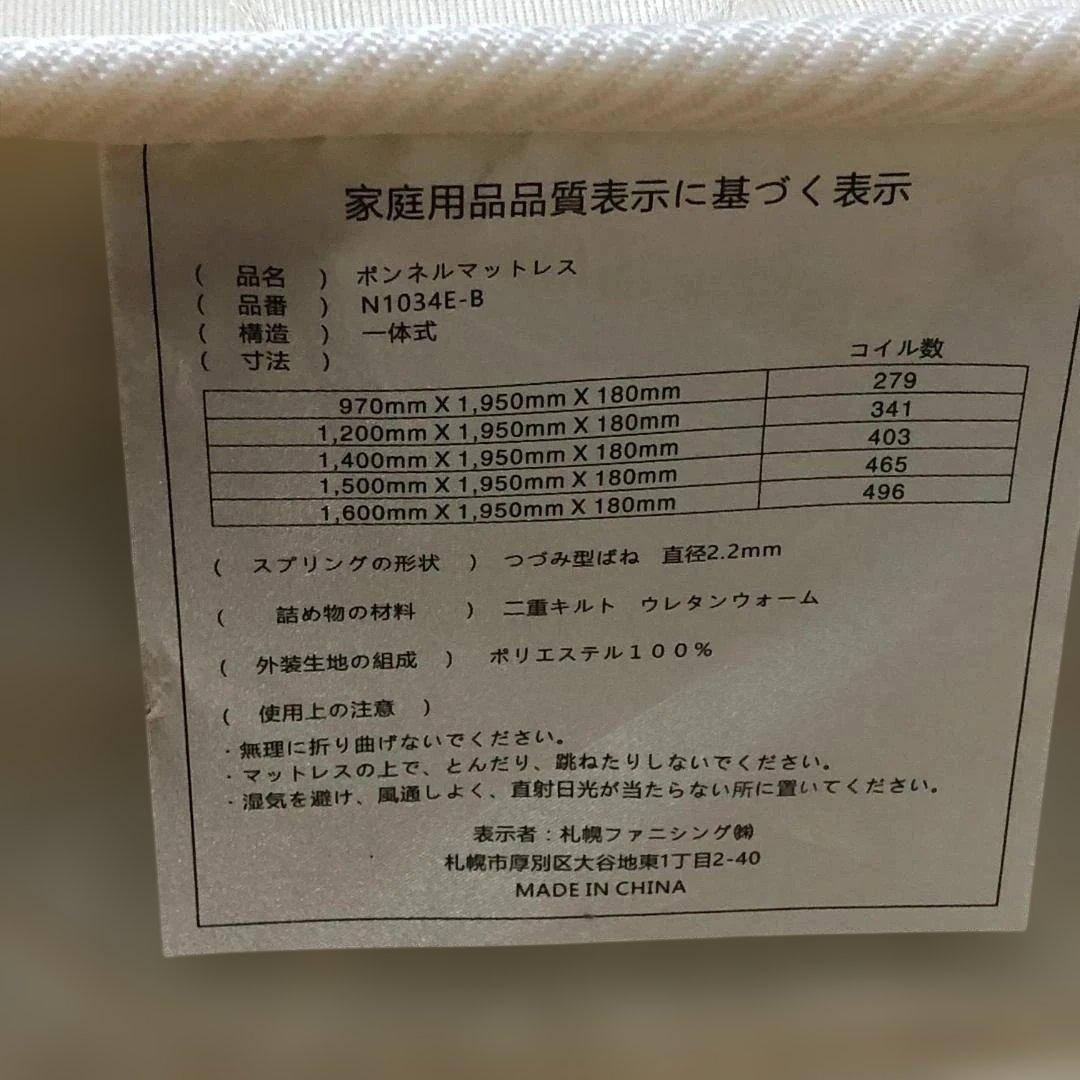 家庭用品品質表示に基づく表示
( 品名 ) ボンネルマットレス
( 品番 ) N1034E-B
( 構造 ) 一体式
( 寸法 )
コイル数
970mm X 1,950mm X 180mm 279
1,200mm X 1,950mm X 180mm 341
1,400mm X 1,950mm X 180mm 403
1,500mm X 1,950mm X 180mm 465
1,600mm X 1,950mm X 180mm 496
( スプリングの形状 ) つづみ型ばね 直径2.2mm
( 詰め物の材料 ) 二重キルト ウレタンウォーム
( 外装生地の組成 ) ポリエステル100%
( 使用上の注意 )
・無理に折り曲げないでください。
・マットレスの上で、とんだり、跳ねたりしないでください。
・湿気を避け、風通しよく、直射日光が当たらない所に置いてください。
表示者:札幌ファニシング㈱
札幌市厚別区大谷地東1丁目2-40
MADE IN CHINA